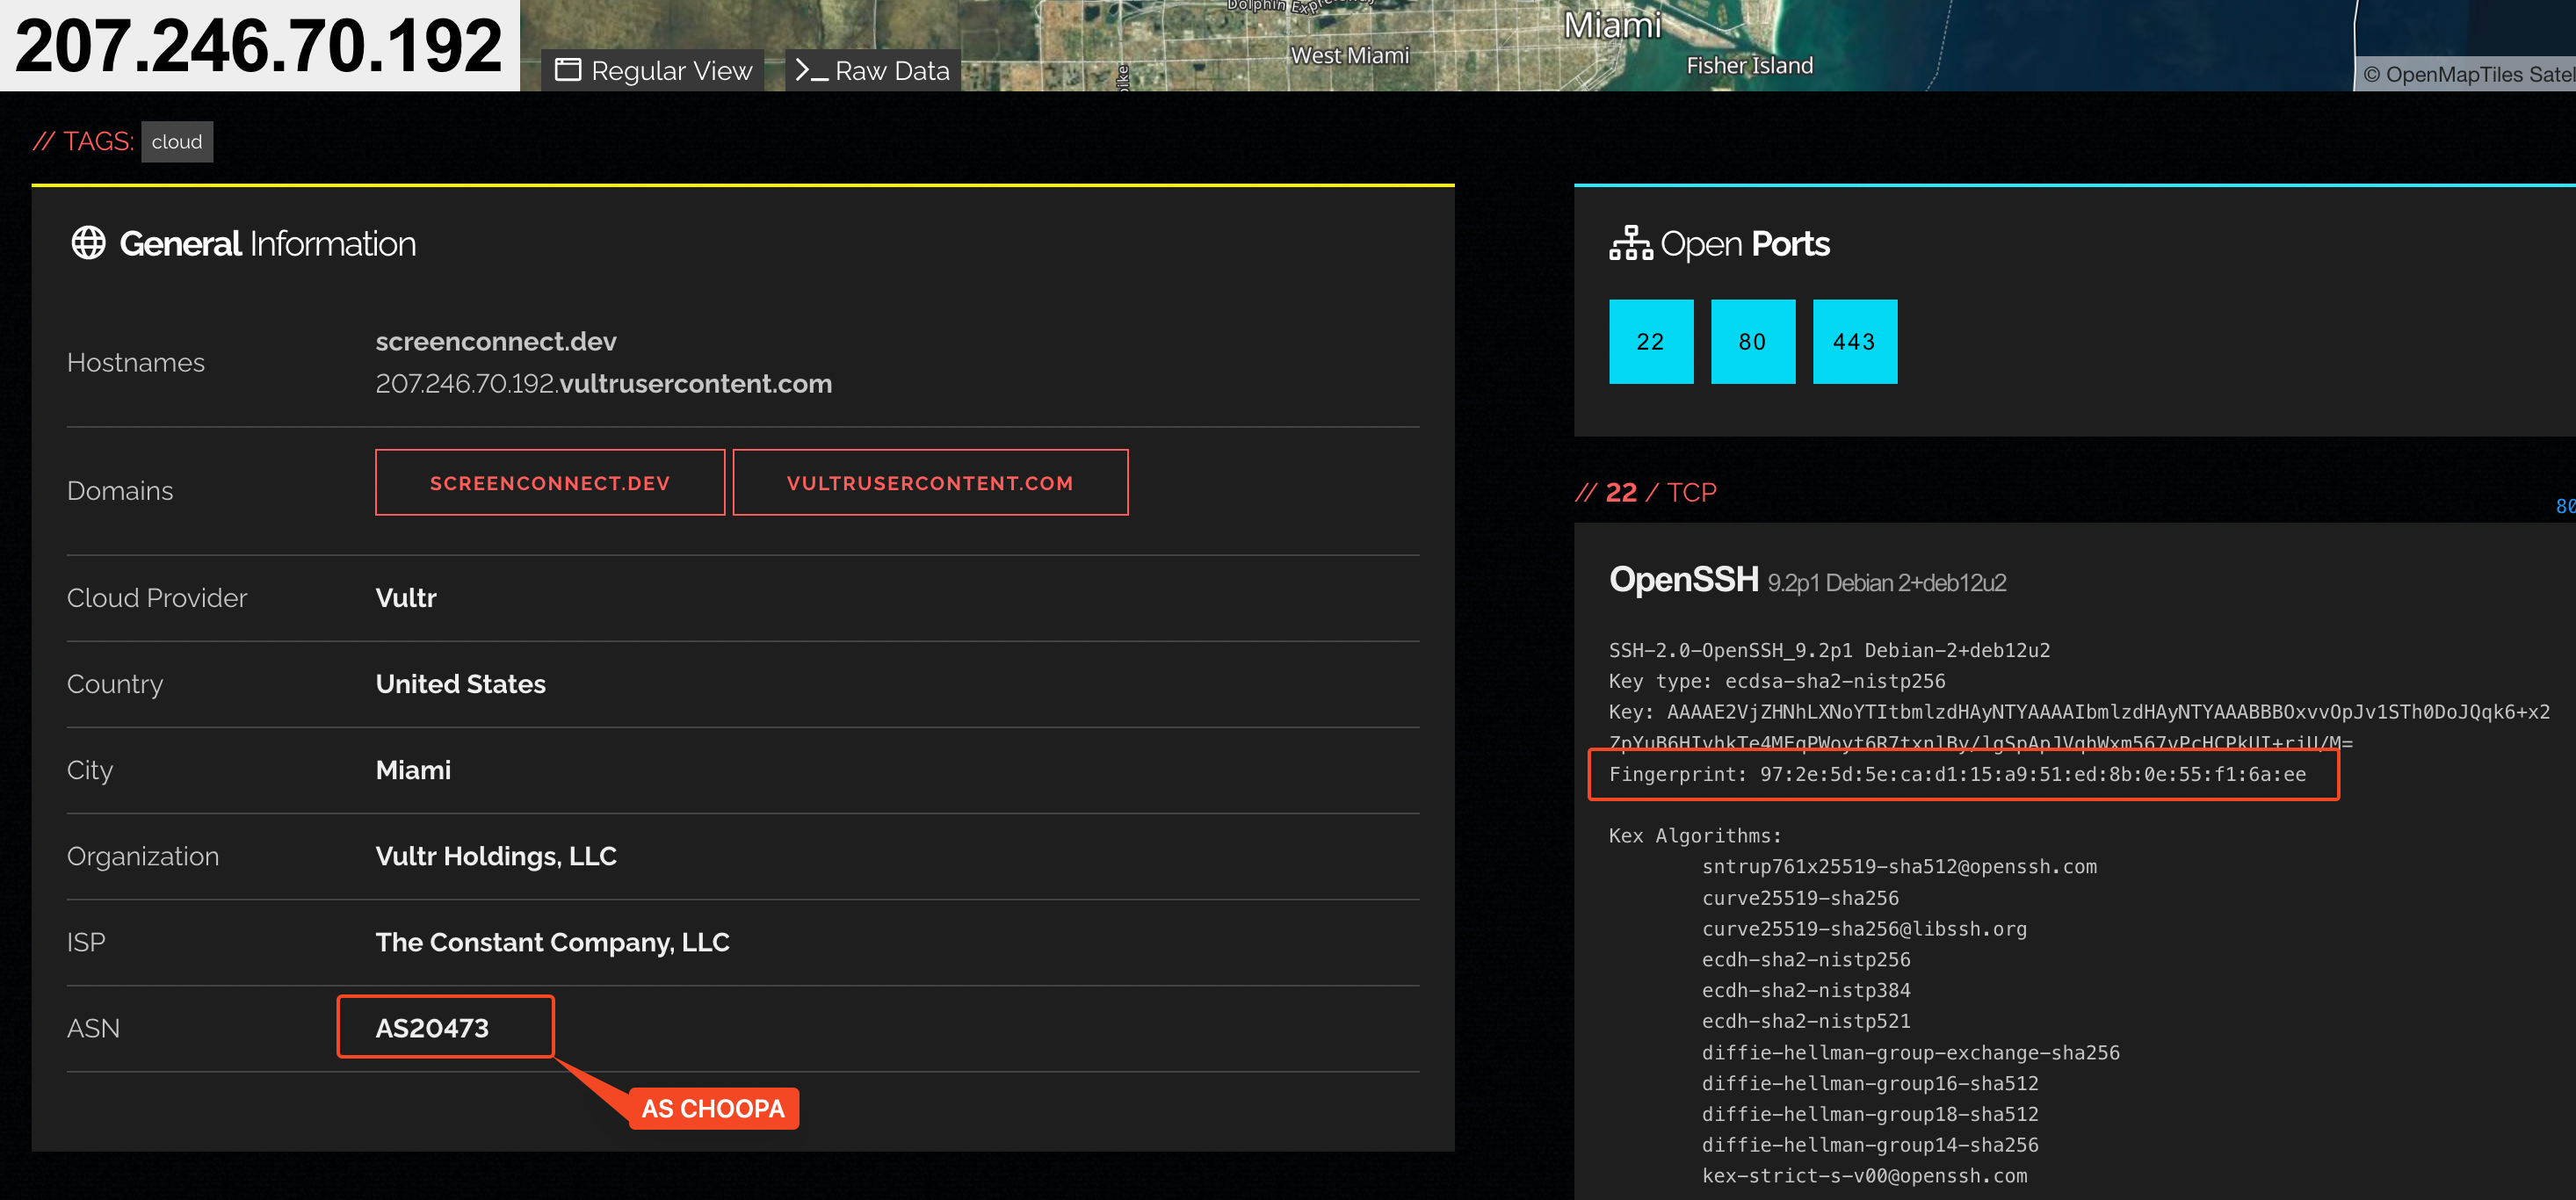 207.246.70.192
Regular View
Raw Data
Dolphin Expressway
West Miami
Miami
Fisher Island
© OpenMapTiles Satel
// TAGS: cloud
General Information
Hostnames
screenconnect.dev
207.246.70.192.vultrusercontent.com
Domains
SCREENCONNECT.DEV
VULTRUSERCONTENT.COM
Cloud Provider
Vultr
Country
United States
City
Miami
Organization
Vultr Holdings, LLC
ISP
The Constant Company, LLC
ASN
AS20473
AS CHOOPA
Open Ports
22
80
443
// 22 / TCP
80
OpenSSH 9.2p1 Debian 2+deb12u2
SSH-2.0-OpenSSH_9.2p1 Debian-2+deb12u2
Key type: ecdsa-sha2-nistp256
Key: AAAAE2VjZHNhLXNoYTItbmlzdHAyNTYAAAAIbmlzdHAyNTYAAABBBOxvvOpJv1STh0DoJQqk6+x2
Fingerprint: 97:2e:5d:5e:ca:d1:15:a9:51:ed:8b:0e:55:f1:6a:ee
Kex Algorithms:
sntrup761x25519-sha512@openssh.com
curve25519-sha256
curve25519-sha256@libssh.org
ecdh-sha2-nistp256
ecdh-sha2-nistp384
ecdh-sha2-nistp521
diffie-hellman-group-exchange-sha256
diffie-hellman-group16-sha512
diffie-hellman-group18-sha512
diffie-hellman-group14-sha256
kex-strict-s-v00@openssh.com